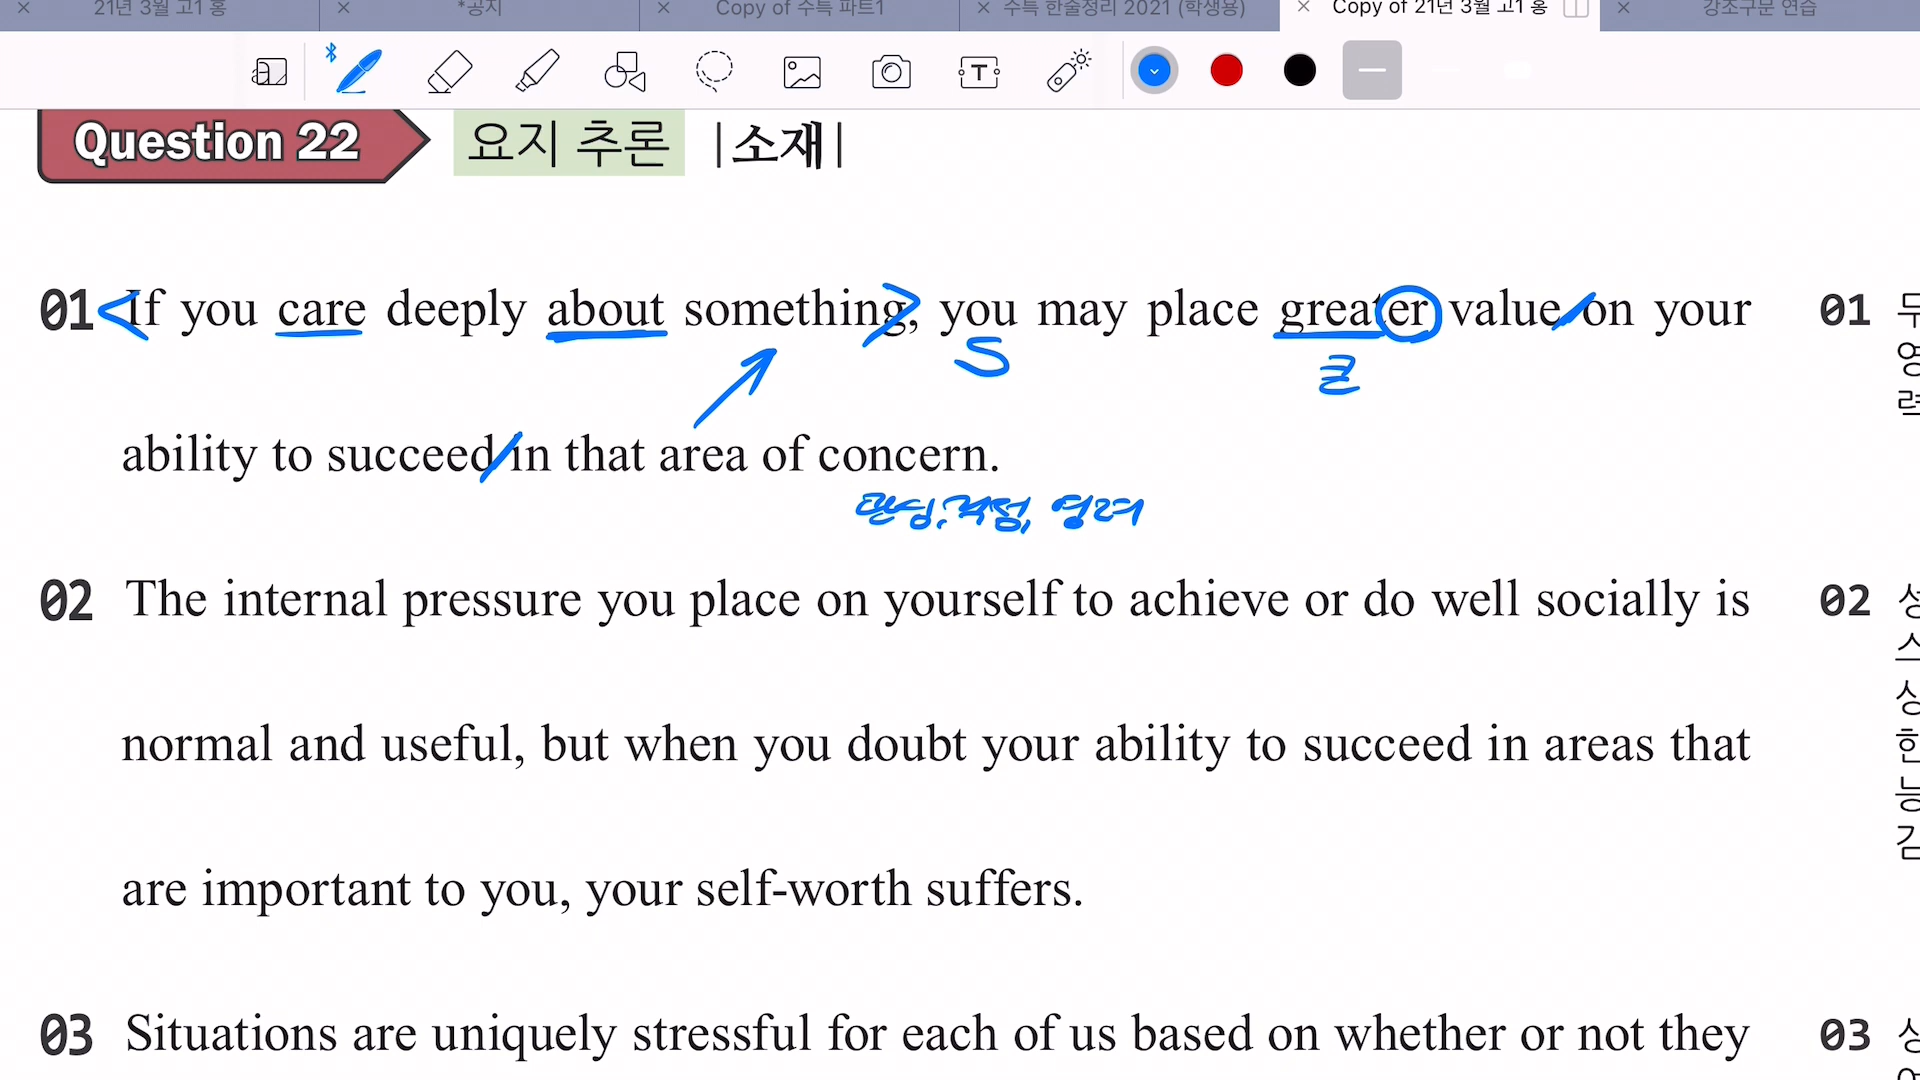 21년 3월 고1 홍
*공지
Copy of 수특 파트1
수특 한술정리 2021 (학생용)
Copy of 21년 3월 고1 홍
강조구문 연습
Question 22 요지 추론 |소재|
01 <If you care deeply about something>, you may place greater value/on your
S
ability to succeed/in that area of concern.
관심, 걱정, 염려
02 The internal pressure you place on yourself to achieve or do well socially is
normal and useful, but when you doubt your ability to succeed in areas that
are important to you, your self-worth suffers.
03 Situations are uniquely stressful for each of us based on whether or not they
01
02
03